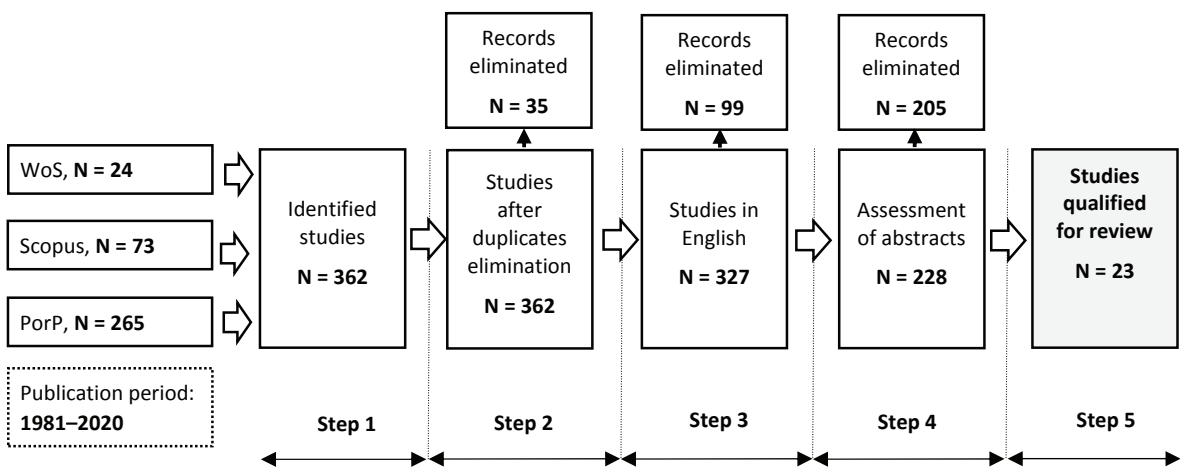 Records
eliminated
N = 35
Records
eliminated
N = 99
Records
eliminated
N = 205
WoS, N = 24
Scopus, N = 73
PorP, N = 265
Publication period:
1981–2020
Identified
studies
N = 362
Studies
after
duplicates
elimination
N = 362
Studies in
English
N = 327
Assessment
of abstracts
N = 228
Studies
qualified
for review
N = 23
Step 1
Step 2
Step 3
Step 4
Step 5